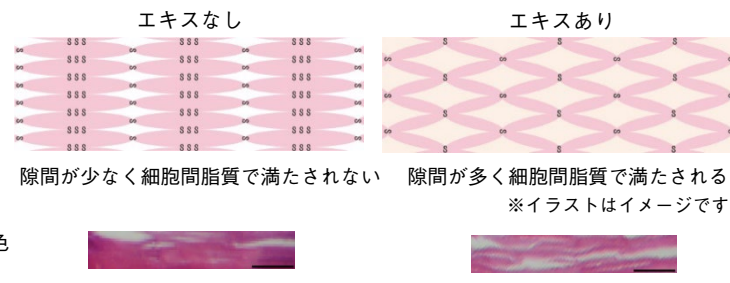 エキスなし
エキスあり
隙間が少なく細胞間脂質で満たされない
隙間が多く細胞間脂質で満たされる
※イラストはイメージです
色